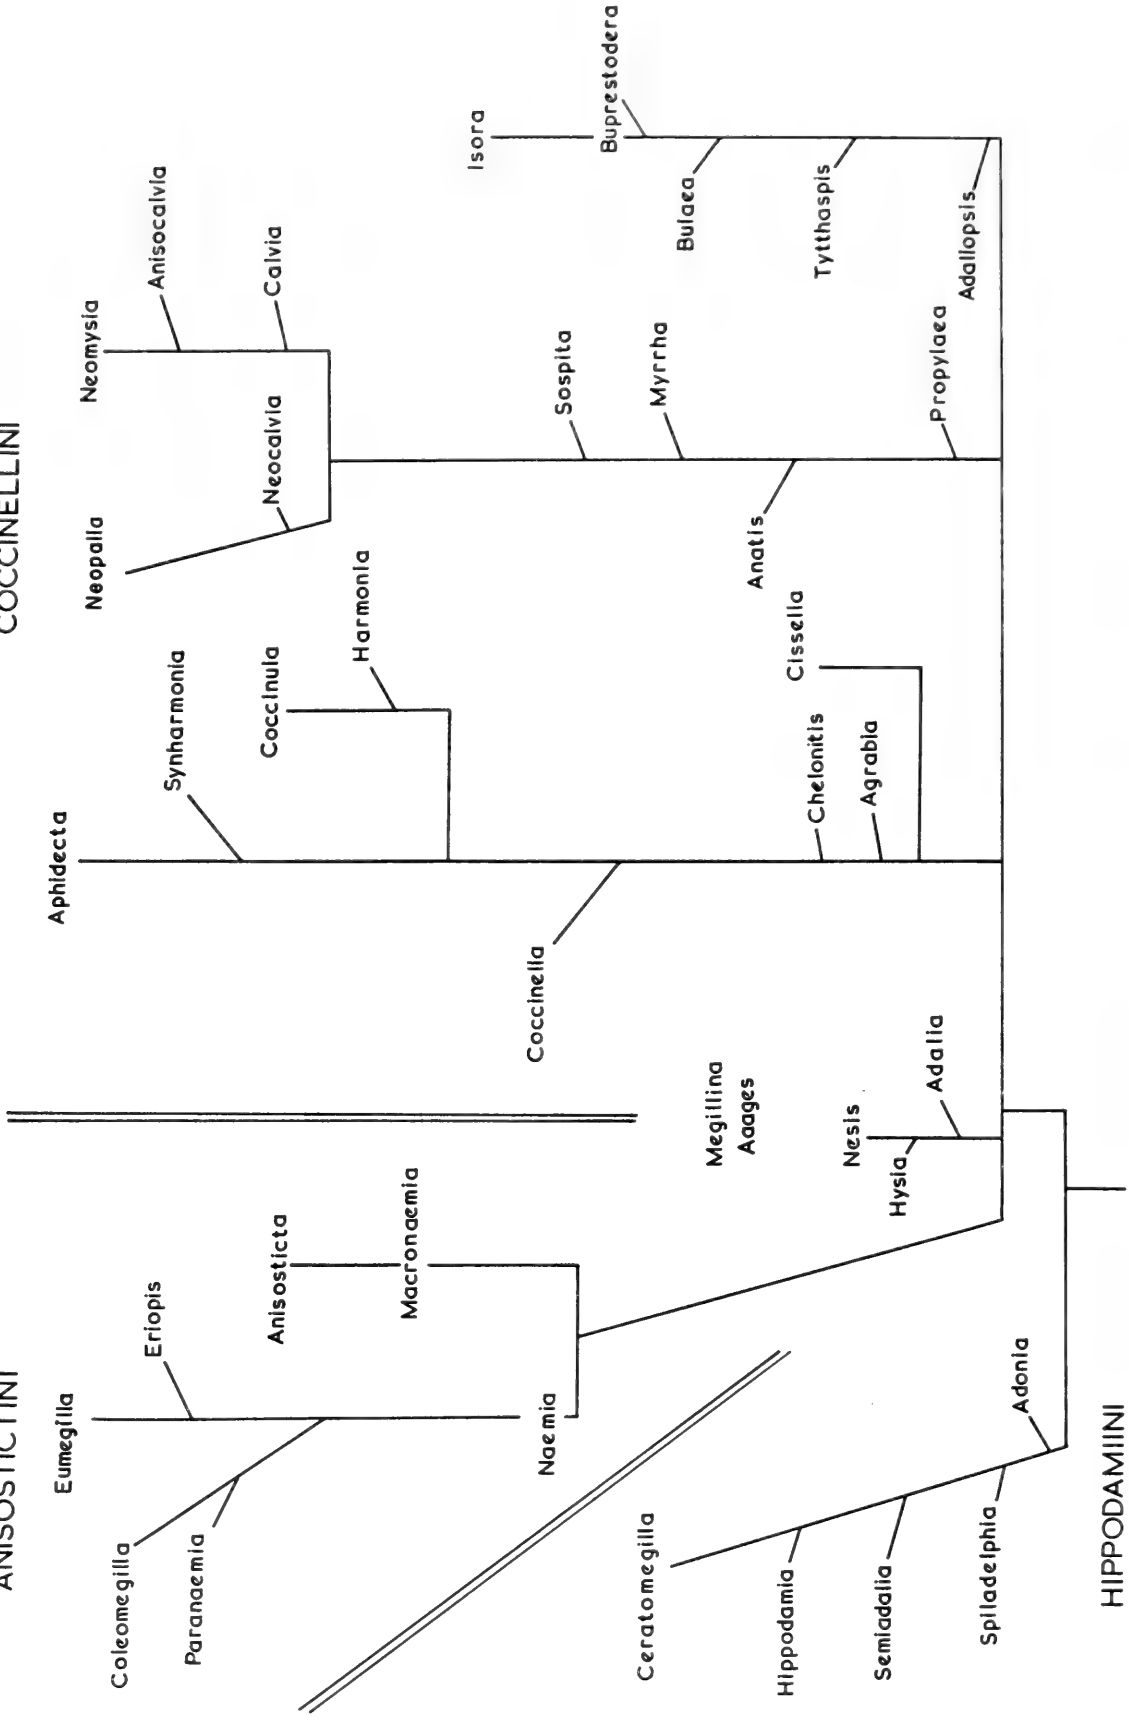 COCCINELLINI
ANISOSTICTINI
Aphidecta
Eumegilla
Neopalla
Neomysia
Coleomegilla
Eriopis
Synharmonia
Anisocalvia
Paranaemia
Anisosticta
Coccinula
Neocalvia
Calvia
Macronaemia
Harmonia
Isora
Naemia
Coccinella
Sospita
Buprestodera
Ceratomegilla
Myrrha
Bulaea
Megillina
Aaages
Anatis
Cissella
Hippodamia
Chelonitis
Tytthaspis
Nesis
Agrabia
Semiadalia
Hysia
Adalia
Propylaea
Adallopsis
Spiladelphia
Adonia
HIPPODAMIINI